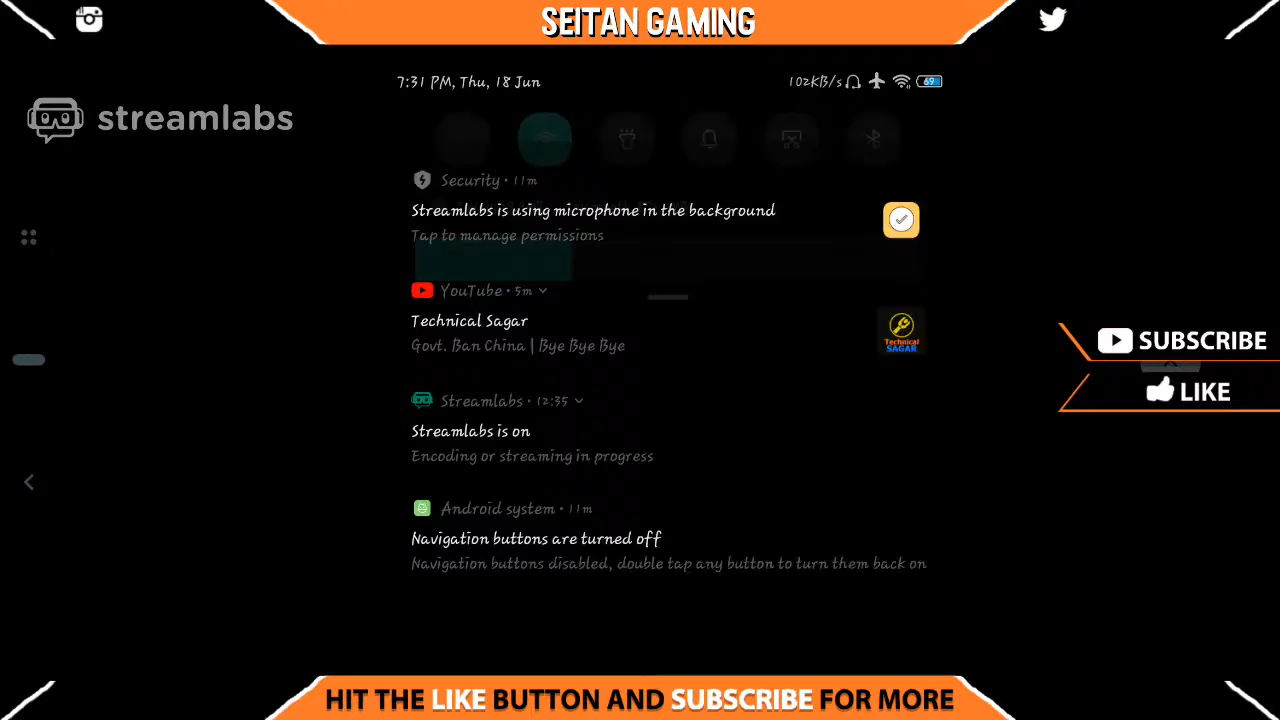 SEITAN GAMING
7:31 PM, Thu, 18 Jun
102KB/s
69
streamlabs
Security • 11m
Streamlabs is using microphone in the background
Tap to manage permissions
YouTube • 5m
Technical Sagar
Govt. Ban China | Bye Bye Bye
Technical
SAGAR
SUBSCRIBE
LIKE
Streamlabs • 12:35
Streamlabs is on
Encoding or streaming in progress
Android system • 11m
Navigation buttons are turned off
Navigation buttons disabled, double tap any button to turn them back on
HIT THE LIKE BUTTON AND SUBSCRIBE FOR MORE